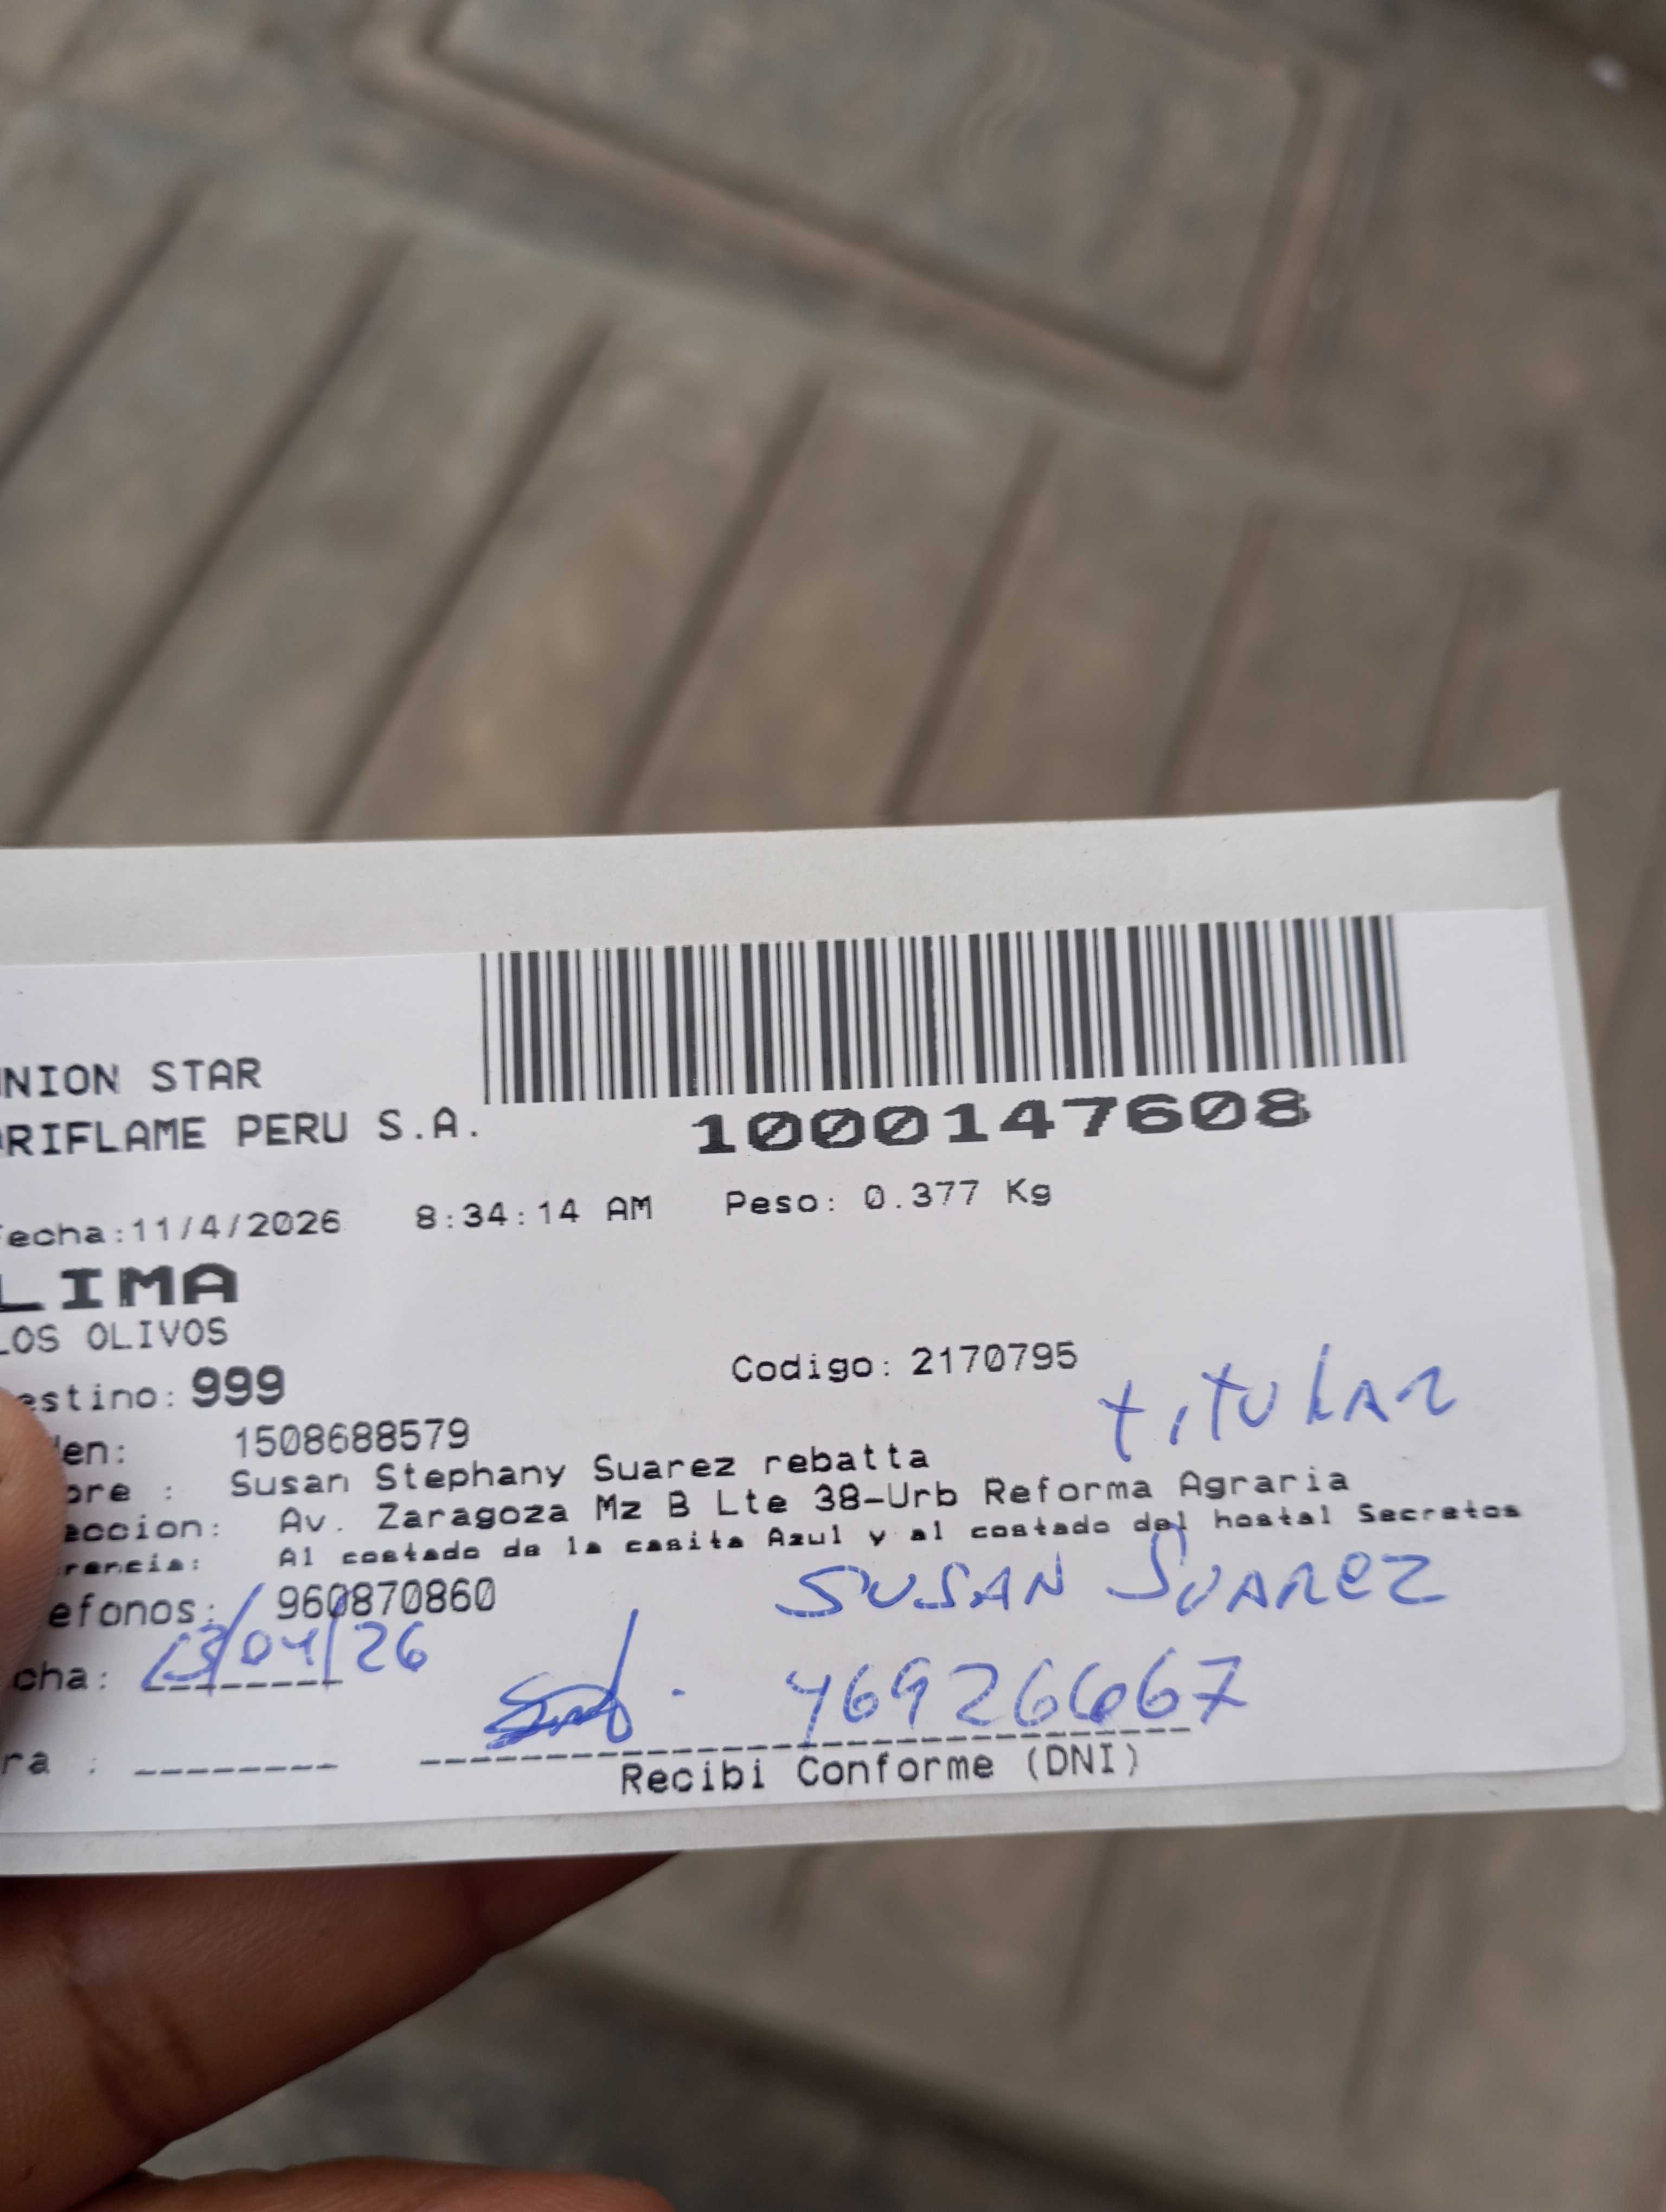 NION STAR
RIFLAME PERU S.A.
1000147608
Fecha:11/4/2026 8:34:14 AM Peso: 0.377 Kg
LIMA
LOS OLIVOS
estino: 999 Codigo: 2170795
TITULAR
den: 1508688579
bre : Susan Stephany Suarez rebatta
eccion: Av. Zaragoza Mz B Lte 38-Urb Reforma Agraria
rencia: Al costado de la casita Azul y al costado del hostal Secretos
efonos: 960870860
SUSAN SUAREZ
cha: 13/04/26
46926667
ra :
Recibi Conforme (DNI)